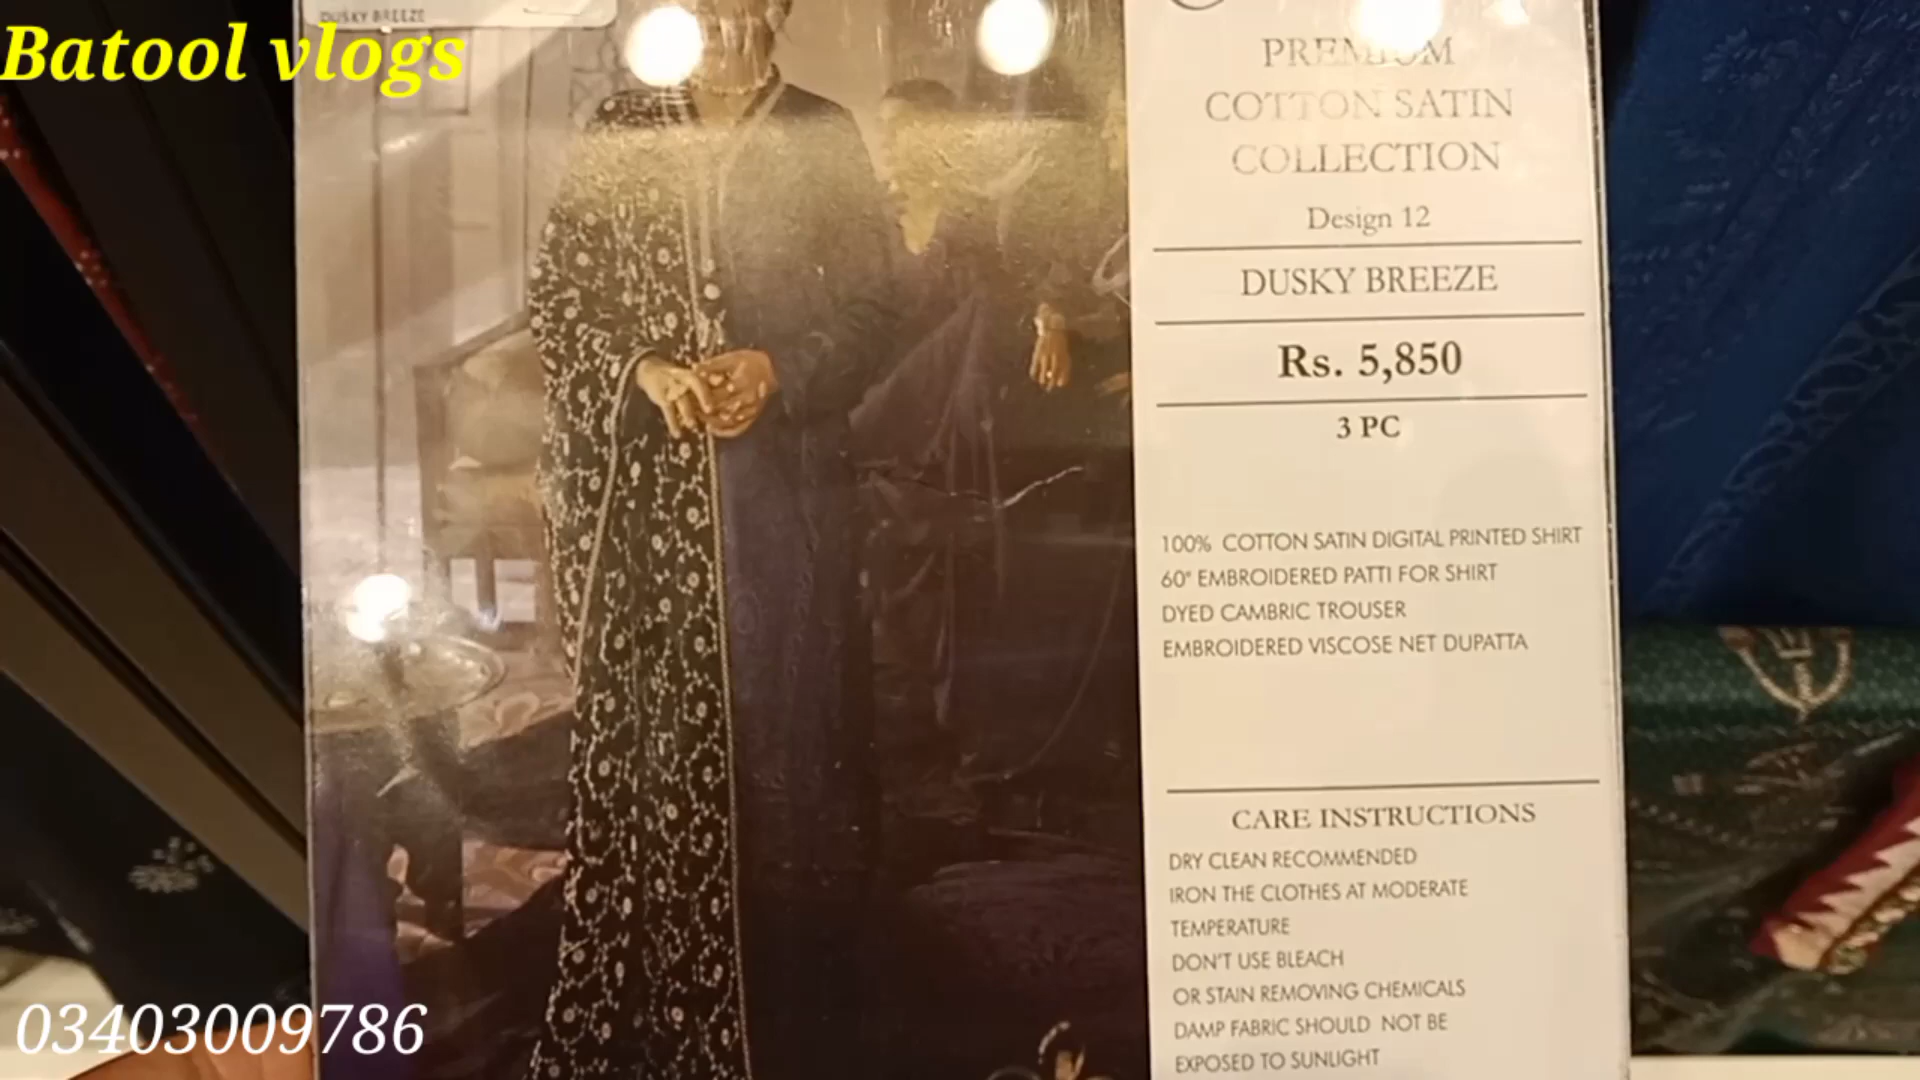 DUSKY BREEZE
Batool vlogs
PREMIUM
COTTON SATIN
COLLECTION
Design 12
DUSKY BREEZE
Rs. 5,850
3 PC
100% COTTON SATIN DIGITAL PRINTED SHIRT
60" EMBROIDERED PATTI FOR SHIRT
DYED CAMBRIC TROUSER
EMBROIDERED VISCOSE NET DUPATTA
CARE INSTRUCTIONS
DRY CLEAN RECOMMENDED
IRON THE CLOTHES AT MODERATE
TEMPERATURE
DON'T USE BLEACH
OR STAIN REMOVING CHEMICALS
DAMP FABRIC SHOULD NOT BE
EXPOSED TO SUNLIGHT
03403009786